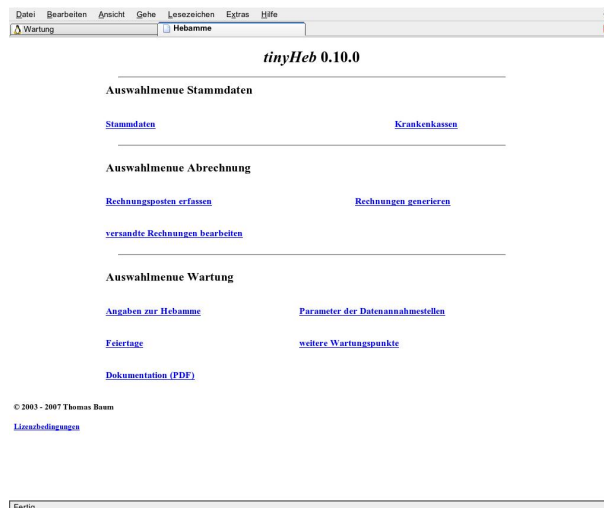 Datei Bearbeiten Ansicht Gehe Lesezeichen Extras Hilfe
Wartung Hebamme
tinyHeb 0.10.0
Auswahlmenue Stammdaten
Stammdaten Krankenkassen
Auswahlmenue Abrechnung
Rechnungsposten erfassen Rechnungen generieren
versandte Rechnungen bearbeiten
Auswahlmenue Wartung
Angaben zur Hebamme Parameter der Datenannahmestellen
Feiertage weitere Wartungspunkte
Dokumentation (PDF)
© 2003 - 2007 Thomas Baum
Lizenzbedingungen
Fertig